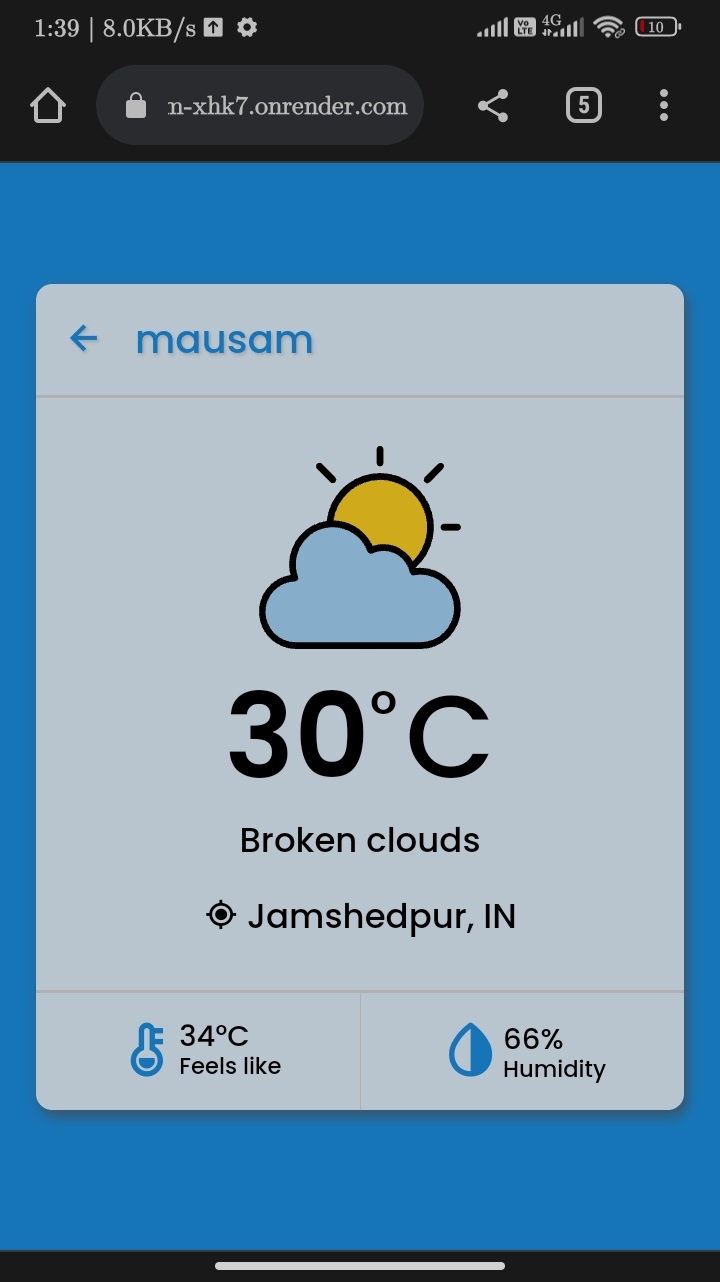 1:39 | 8.0KB/s Vo LTE 4G 10
n-xhk7.onrender.com 5
mausam
30°C
Broken clouds
Jamshedpur, IN
34°C
Feels like
66%
Humidity